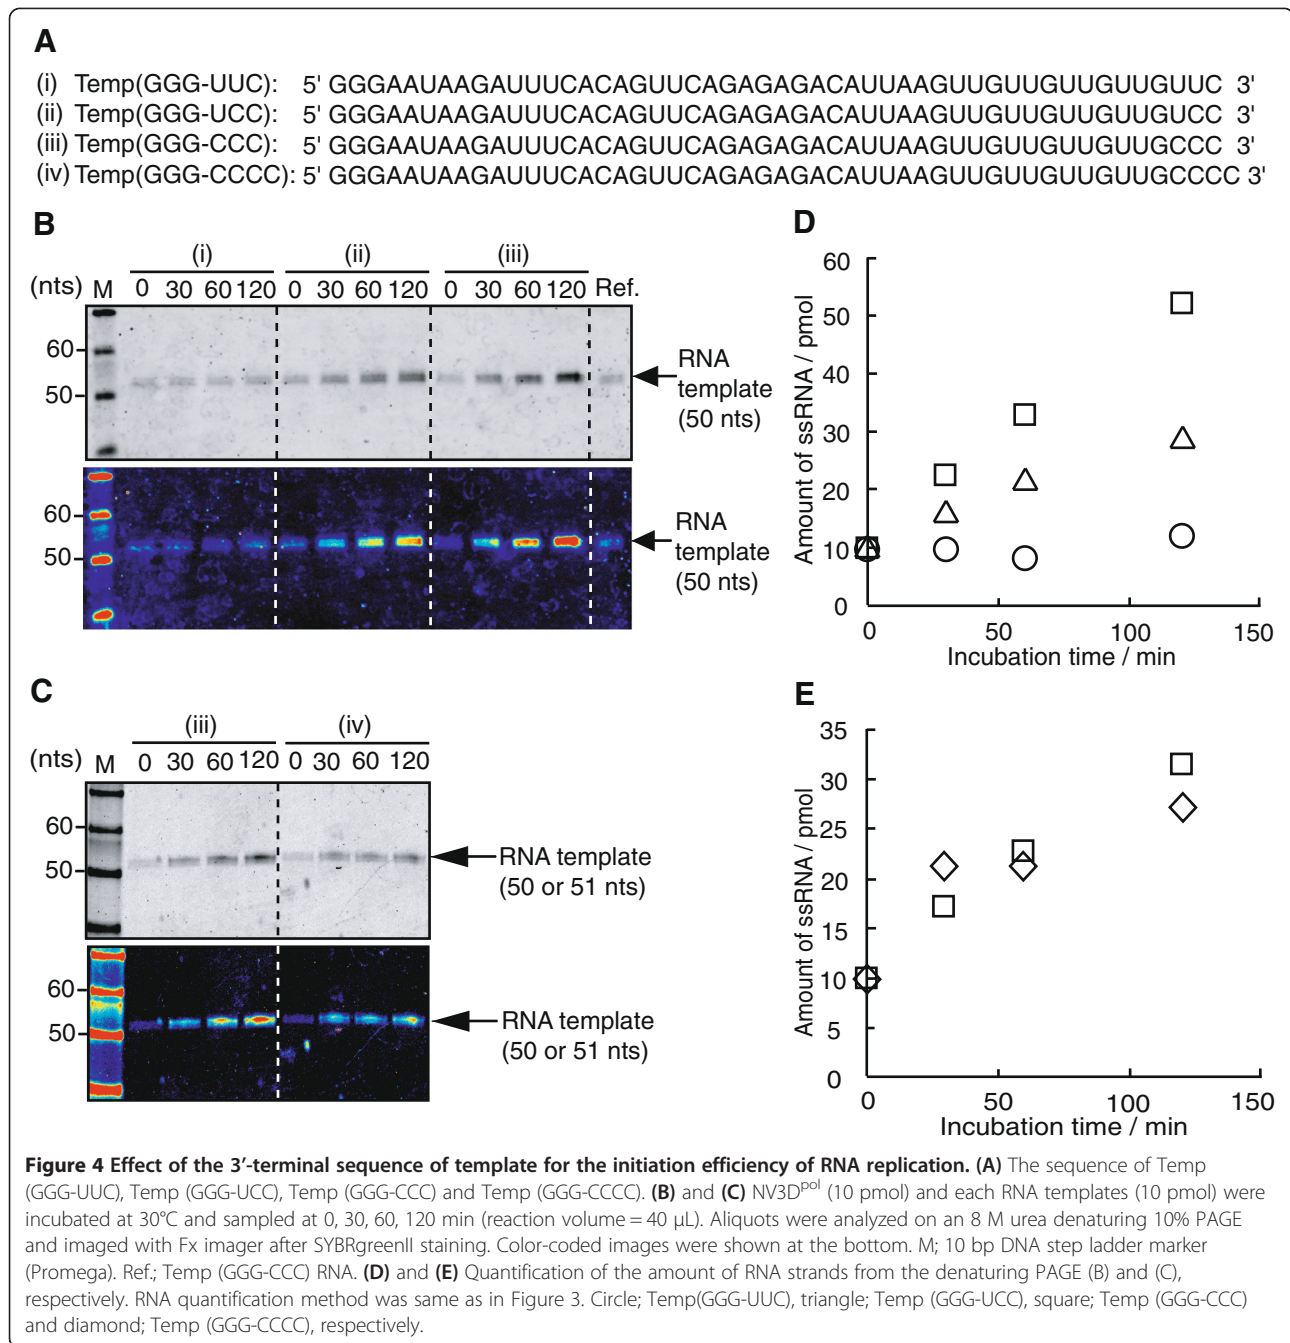 A
(i) Temp(GGG-UUC): 5' GGGAAUAAGAUUUCACAGUUCAGAGAGACAUUAAGUUGUUGUUGUUGUUC 3'
(ii) Temp(GGG-UCC): 5' GGGAAUAAGAUUUCACAGUUCAGAGAGACAUUAAGUUGUUGUUGUUGUCC 3'
(iii) Temp(GGG-CCC): 5' GGGAAUAAGAUUUCACAGUUCAGAGAGACAUUAAGUUGUUGUUGUUGCCC 3'
(iv) Temp(GGG-CCCC): 5' GGGAAUAAGAUUUCACAGUUCAGAGAGACAUUAAGUUGUUGUUGUUGCCCC 3'
B
(i) (ii) (iii)
(nts) M 0 30 60 120 0 30 60 120 0 30 60 120 Ref.
60
50
RNA
template
(50 nts)
60
50
RNA
template
(50 nts)
D
Amount of ssRNA / pmol
60
50
40
30
20
10
0
0 50 100 150
Incubation time / min
C
(iii) (iv)
(nts) M 0 30 60 120 0 30 60 120
60
50
RNA template
(50 or 51 nts)
60
50
RNA template
(50 or 51 nts)
E
Amount of ssRNA / pmol
35
30
25
20
15
10
5
0
0 50 100 150
Incubation time / min
Figure 4 Effect of the 3′-terminal sequence of template for the initiation efficiency of RNA replication. (A) The sequence of Temp
(GGG-UUC), Temp (GGG-UCC), Temp (GGG-CCC) and Temp (GGG-CCCC). (B) and (C) NV3Dpol (10 pmol) and each RNA templates (10 pmol) were
incubated at 30°C and sampled at 0, 30, 60, 120 min (reaction volume = 40 μL). Aliquots were analyzed on an 8 M urea denaturing 10% PAGE
and imaged with Fx imager after SYBRgreenII staining. Color-coded images were shown at the bottom. M; 10 bp DNA step ladder marker
(Promega). Ref.; Temp (GGG-CCC) RNA. (D) and (E) Quantification of the amount of RNA strands from the denaturing PAGE (B) and (C),
respectively. RNA quantification method was same as in Figure 3. Circle; Temp(GGG-UUC), triangle; Temp (GGG-UCC), square; Temp (GGG-CCC)
and diamond; Temp (GGG-CCCC), respectively.